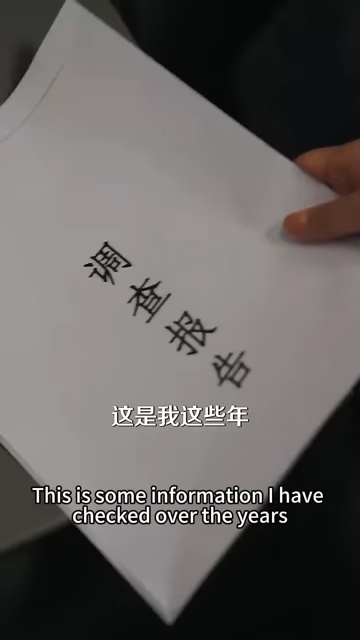 调查报告
这是我这些年
This is some information I have
checked over the years